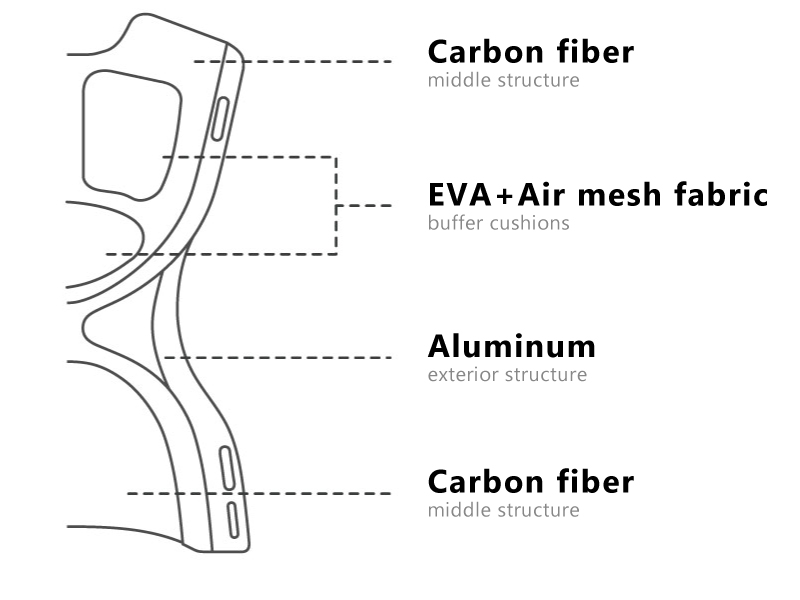 Carbon fiber
middle structure
EVA+Air mesh fabric
buffer cushions
Aluminum
exterior structure
Carbon fiber
middle structure